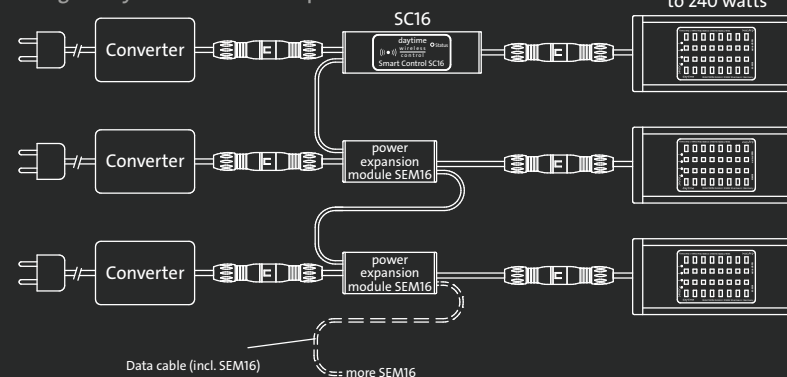 to 240 watts
SC16
Converter
daytime
wireless
control
Status
Smart Control SC16
Converter
power
expansion
module SEM16
Converter
power
expansion
module SEM16
Data cable (incl. SEM16)
more SEM16